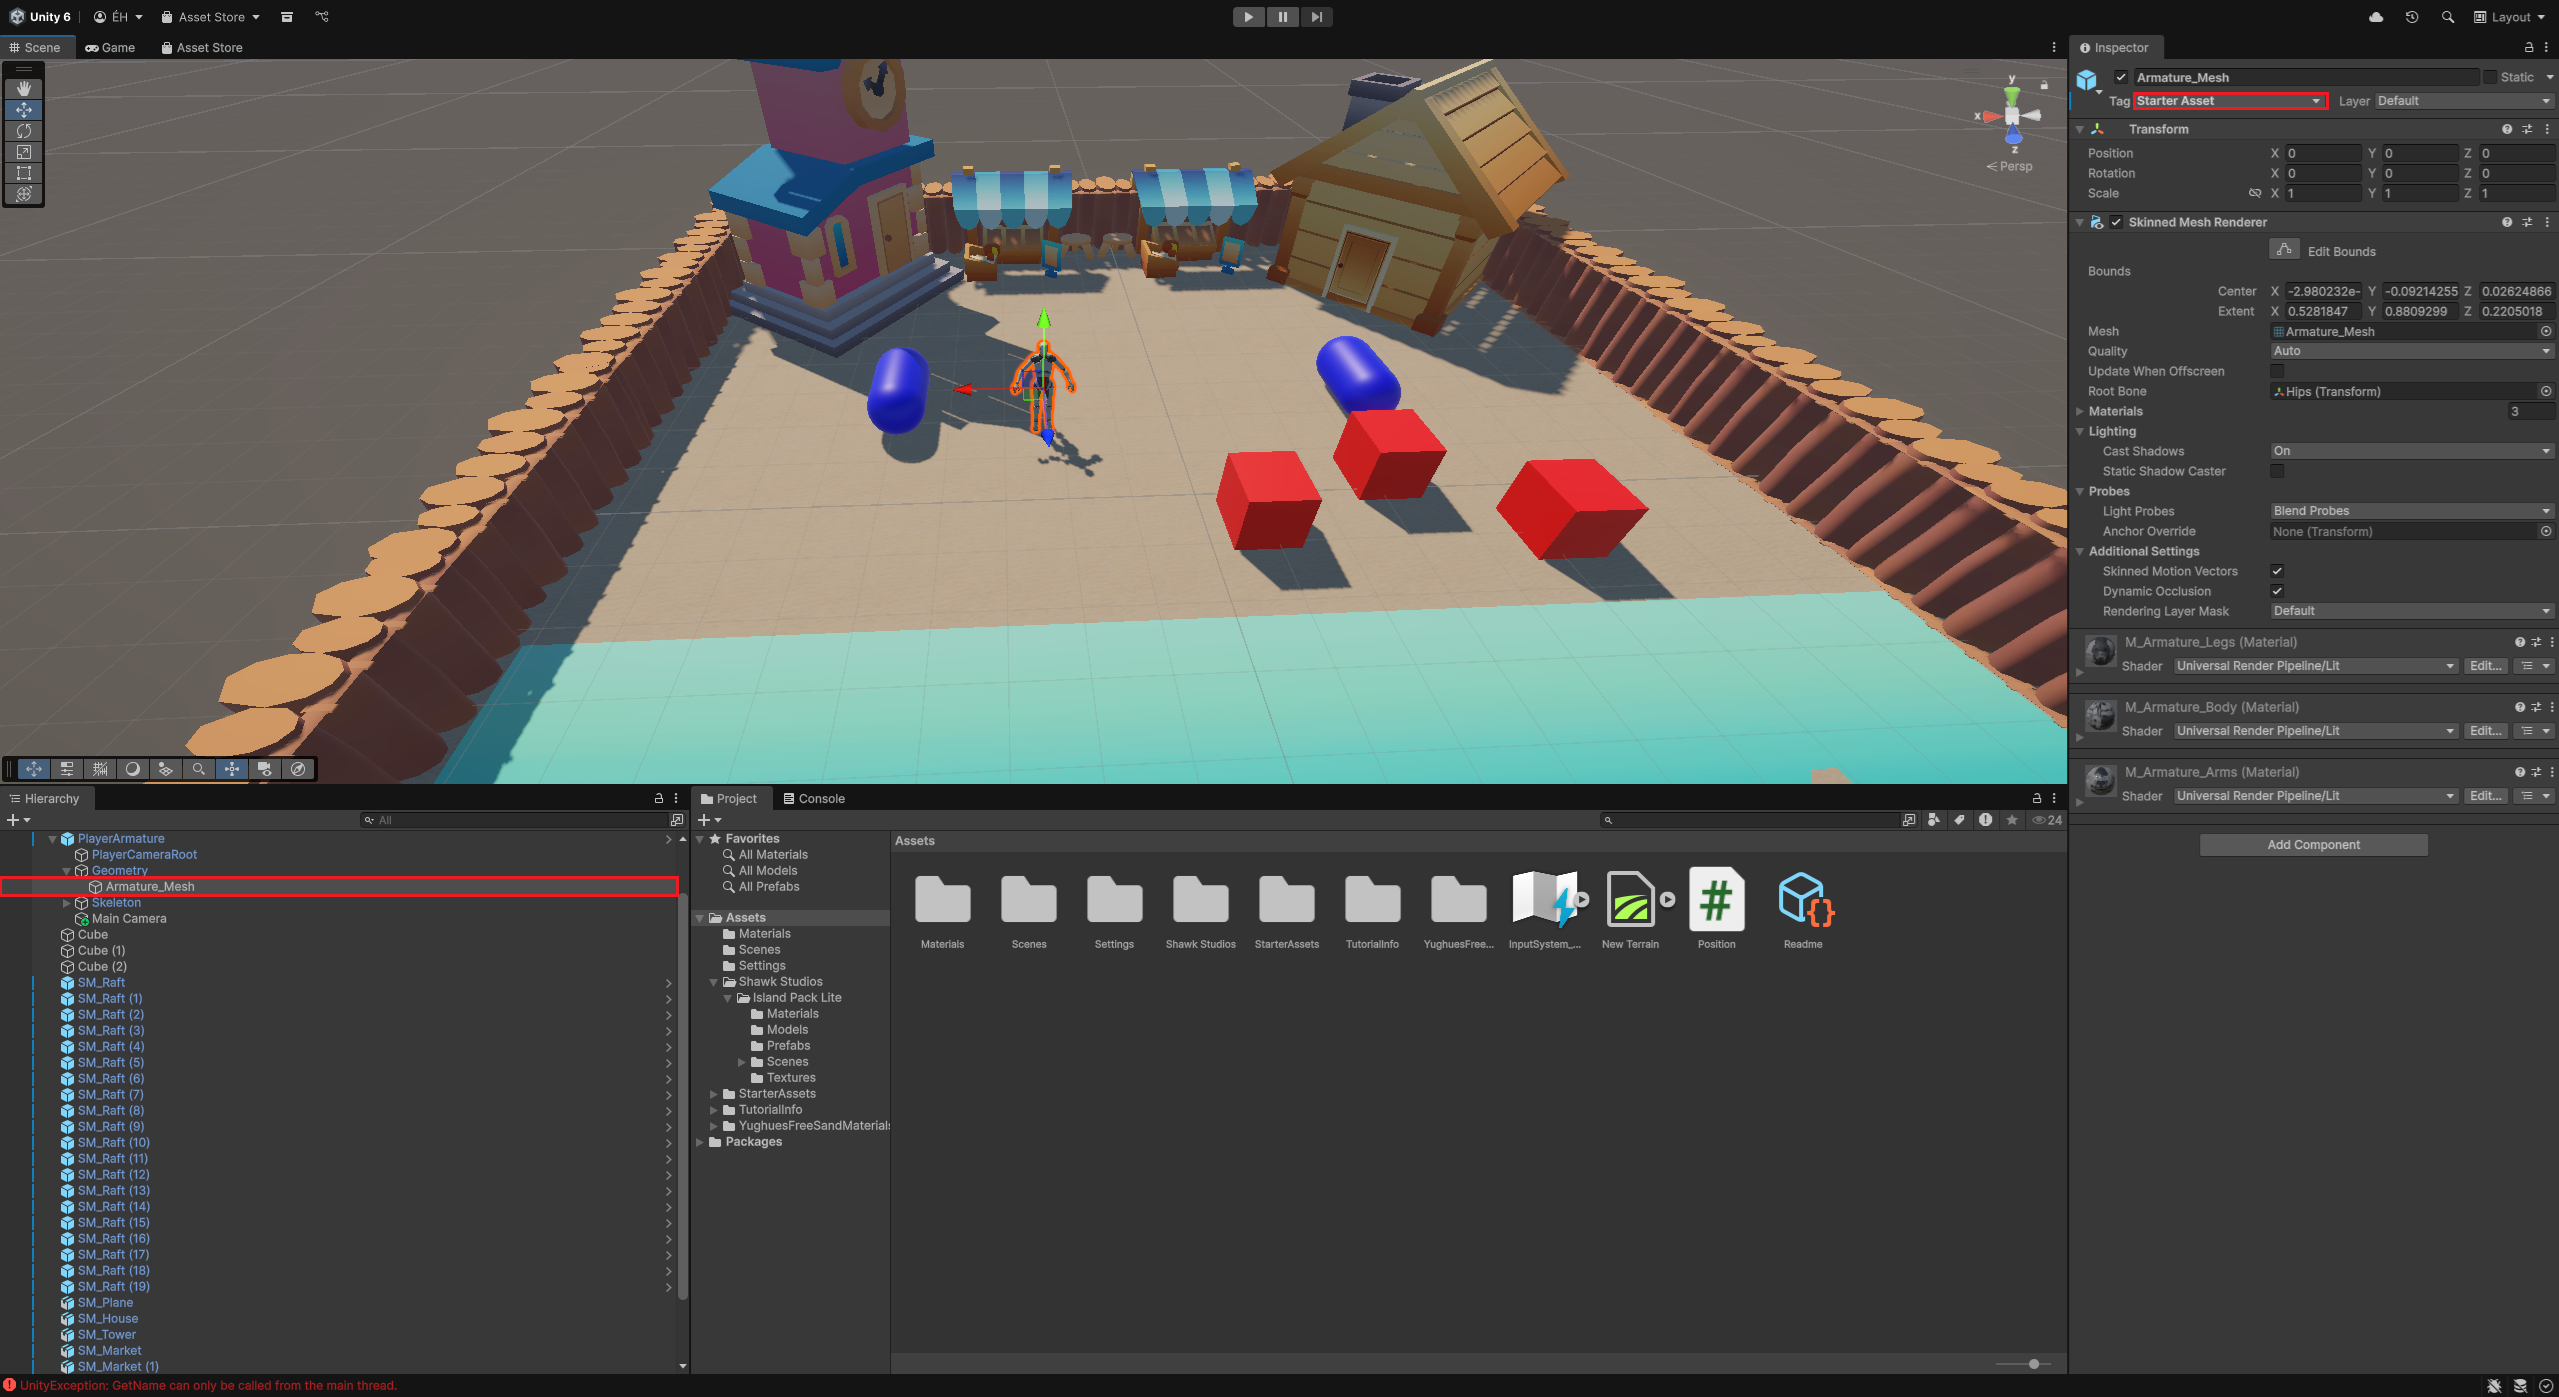 Unity 6 ÉH Asset Store Layout
Scene Game Asset Store
y
x
z
Persp
Inspector
Armature_Mesh Static
Tag Starter Asset Layer Default
Transform
Position X 0 Y 0 Z 0
Rotation X 0 Y 0 Z 0
Scale X 1 Y 1 Z 1
Skinned Mesh Renderer
Edit Bounds
Bounds
Center X -2.980232e- Y -0.09214255 Z 0.02624866
Extent X 0.5281847 Y 0.8809299 Z 0.2205018
Mesh Armature_Mesh
Quality Auto
Update When Offscreen
Root Bone Hips (Transform)
Materials 3
Lighting
Cast Shadows On
Static Shadow Caster
Probes
Light Probes Blend Probes
Anchor Override None (Transform)
Additional Settings
Skinned Motion Vectors
Dynamic Occlusion
Rendering Layer Mask Default
M_Armature_Legs (Material)
Shader Universal Render Pipeline/Lit Edit...
M_Armature_Body (Material)
Shader Universal Render Pipeline/Lit Edit...
M_Armature_Arms (Material)
Shader Universal Render Pipeline/Lit Edit...
Add Component
Hierarchy
All
PlayerArmature
PlayerCameraRoot
Geometry
Armature_Mesh
Skeleton
Main Camera
Cube
Cube (1)
Cube (2)
SM_Raft
SM_Raft (1)
SM_Raft (2)
SM_Raft (3)
SM_Raft (4)
SM_Raft (5)
SM_Raft (6)
SM_Raft (7)
SM_Raft (8)
SM_Raft (9)
SM_Raft (10)
SM_Raft (11)
SM_Raft (12)
SM_Raft (13)
SM_Raft (14)
SM_Raft (15)
SM_Raft (16)
SM_Raft (17)
SM_Raft (18)
SM_Raft (19)
SM_Plane
SM_House
SM_Tower
SM_Market
SM_Market (1)
Project Console
24
Favorites
All Materials
All Models
All Prefabs
Assets
Materials
Scenes
Settings
Shawk Studios
Island Pack Lite
Materials
Models
Prefabs
Scenes
Textures
StarterAssets
TutorialInfo
YughuesFreeSandMaterials
Packages
Assets
Materials Scenes Settings Shawk Studios StarterAssets TutorialInfo YughuesFree... InputSystem_... New Terrain Position Readme
UnityException: GetName can only be called from the main thread.